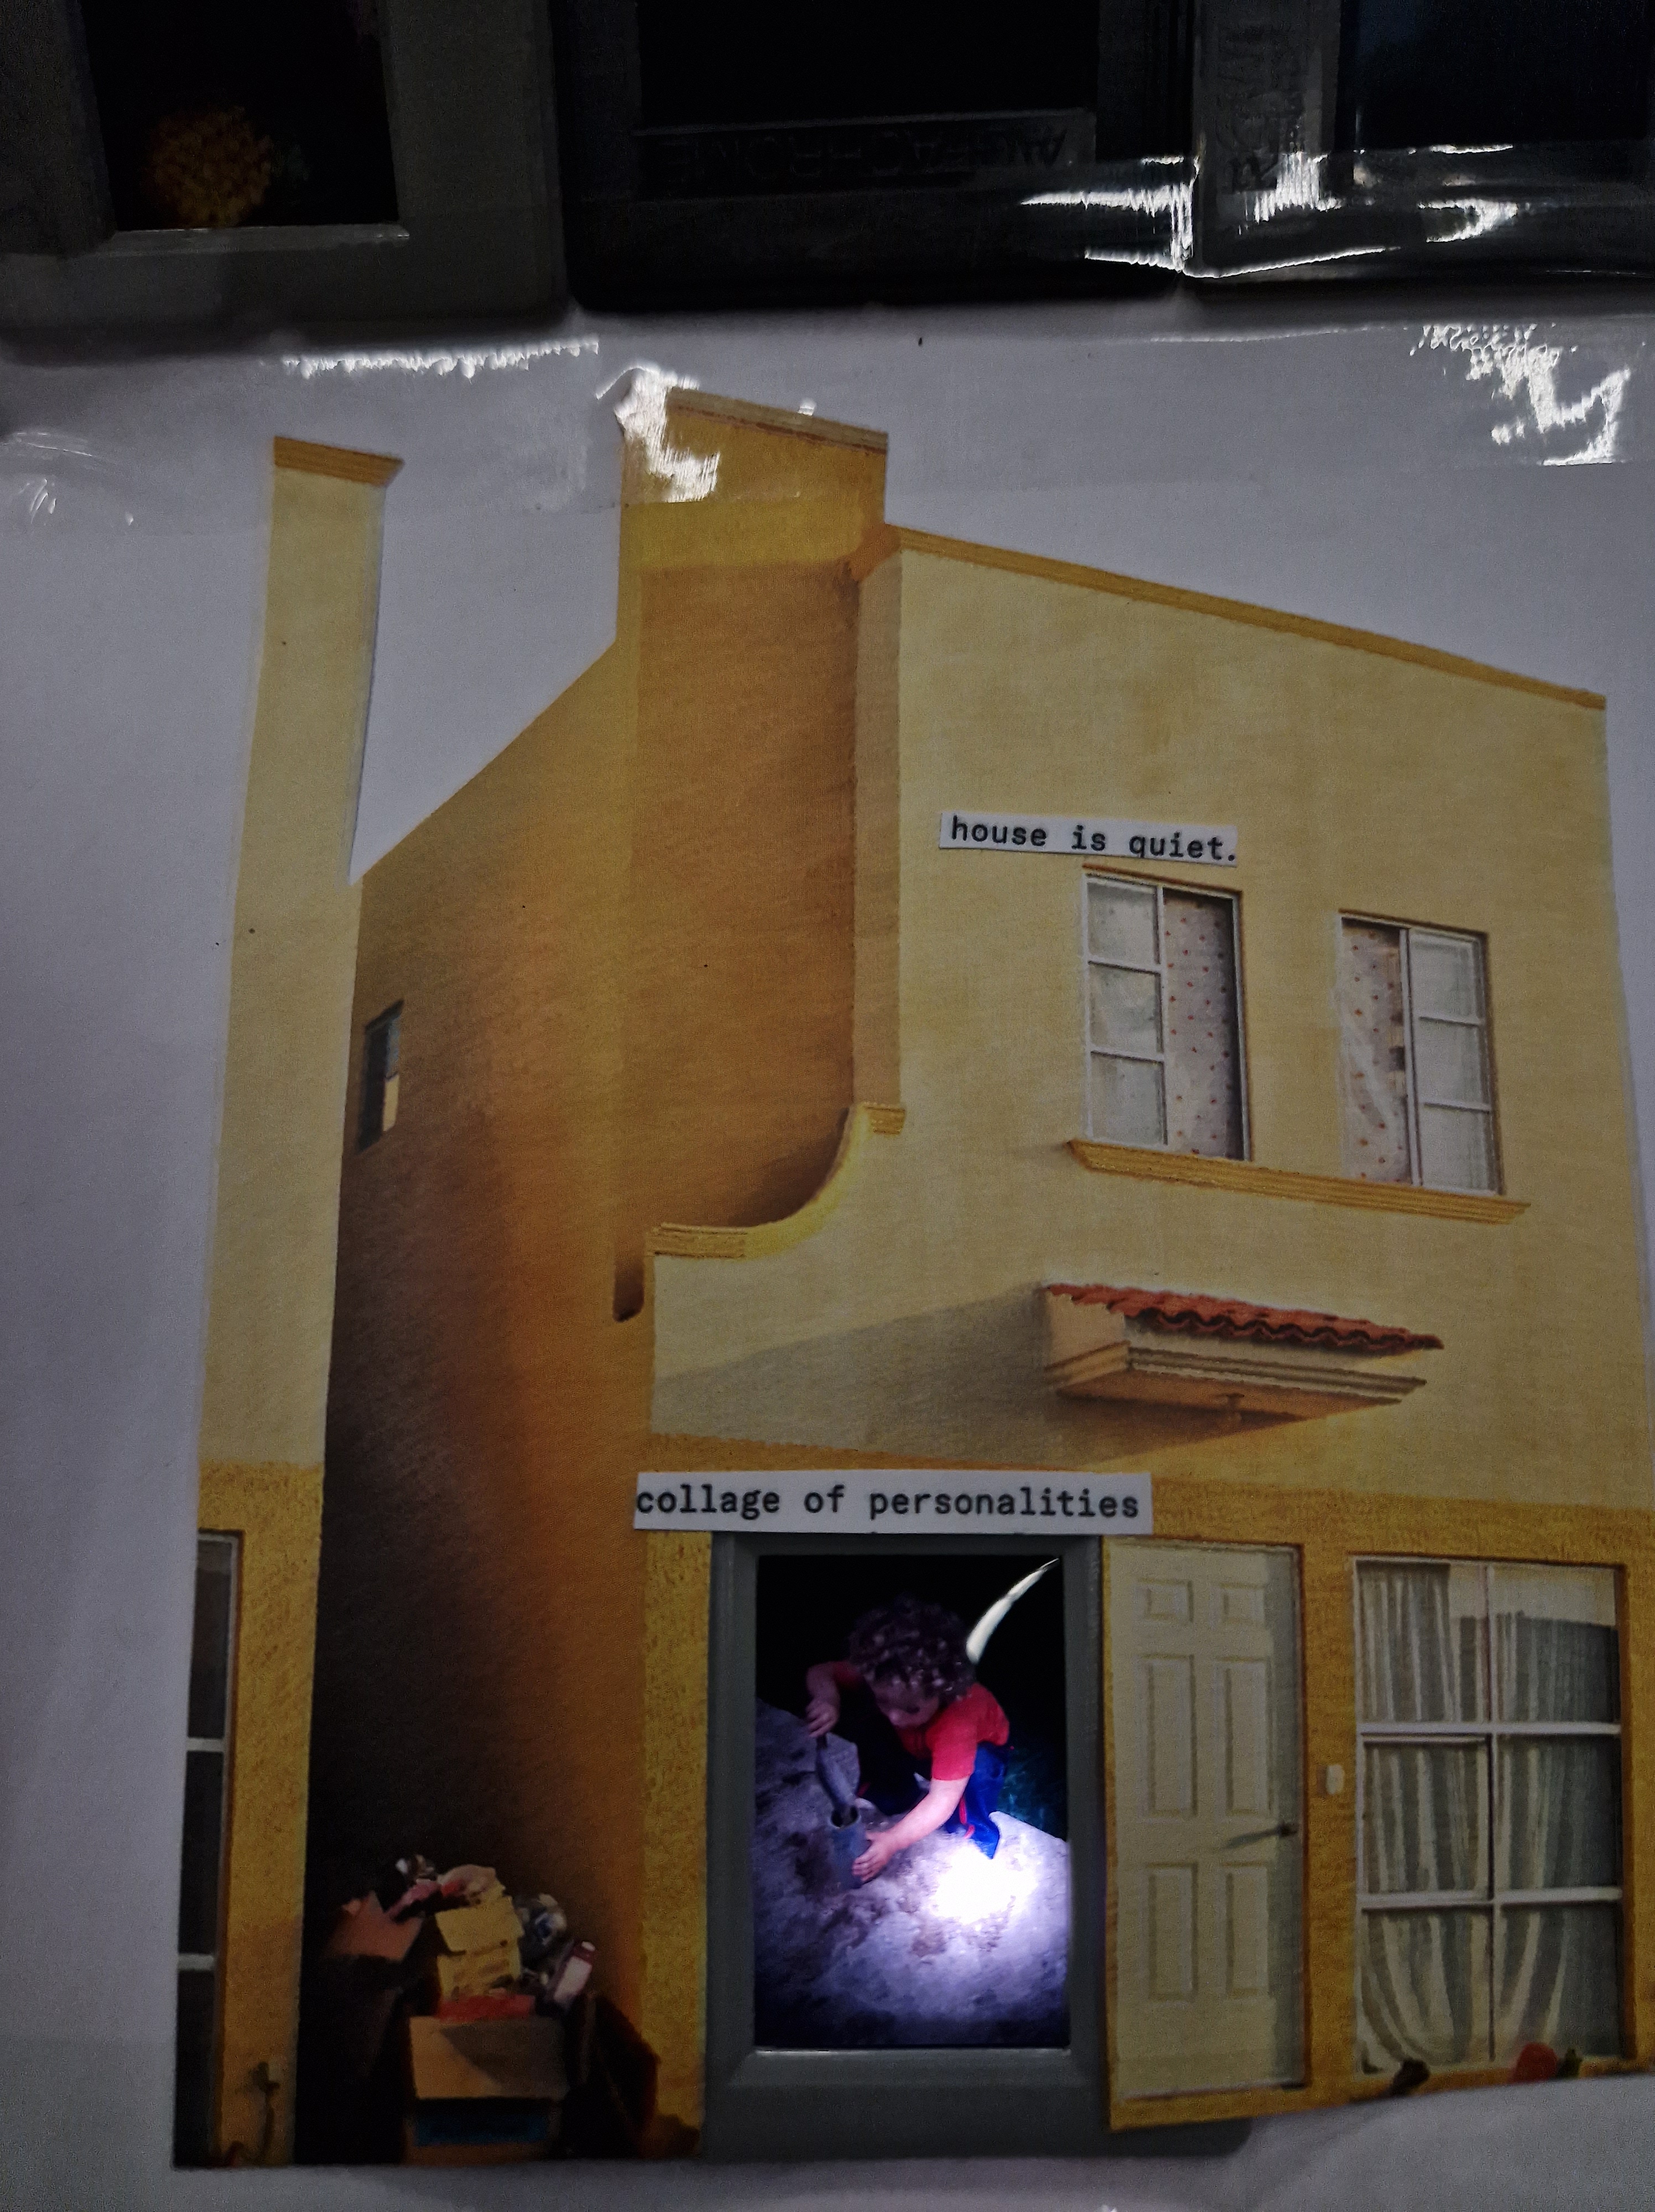 house is quiet.
collage of personalities